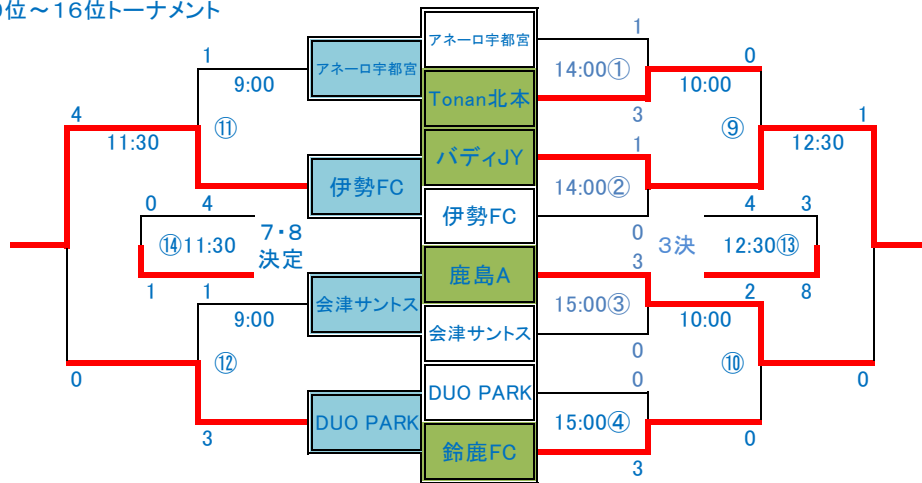 位～16位トーナメント
アネーロ宇都宮
1
1
0
アネーロ宇都宮
14:00①
9:00
Tonan北本
10:00
4
3
1
⑪
⑨
11:30
バディJY
1
12:30
伊勢FC
14:00②
0
4
伊勢FC
4
3
7・8
決定
0
3決
⑭11:30
12:30⑬
鹿島A
3
1
1
会津サントス
2
8
9:00
15:00③
10:00
会津サントス
⑫
0
⑩
0
0
0
DUO PARK
DUO PARK
15:00④
3
0
鈴鹿FC
3